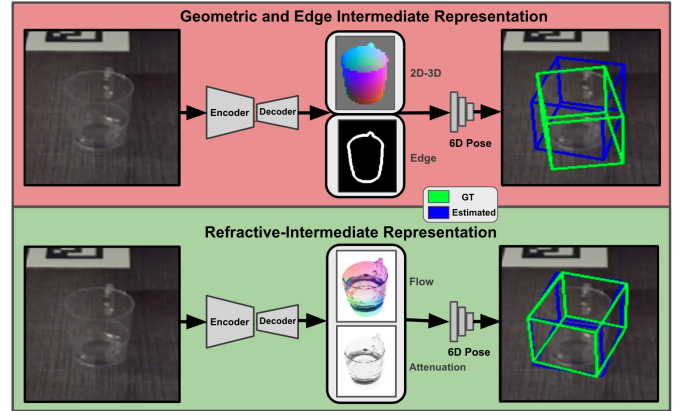 Geometric and Edge Intermediate Representation
Encoder
Decoder
2D-3D
Edge
6D Pose
GT
Estimated
Refractive-Intermediate Representation
Encoder
Decoder
Flow
Attenuation
6D Pose